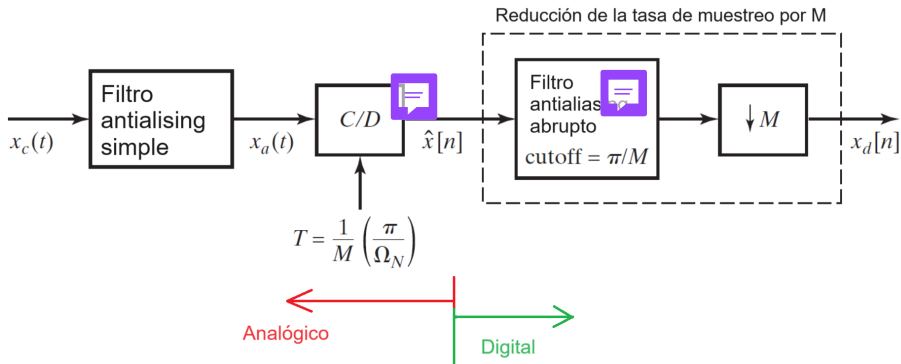 Reducción de la tasa de muestreo por M
Filtro
antialising
simple
C/D
Filtro
antialiasing
abrupto
cutoff = π/M
↓ M
x_c(t)
x_a(t)
x̂[n]
x_d[n]
T = 1/M (π/Ω_N)
Analógico
Digital